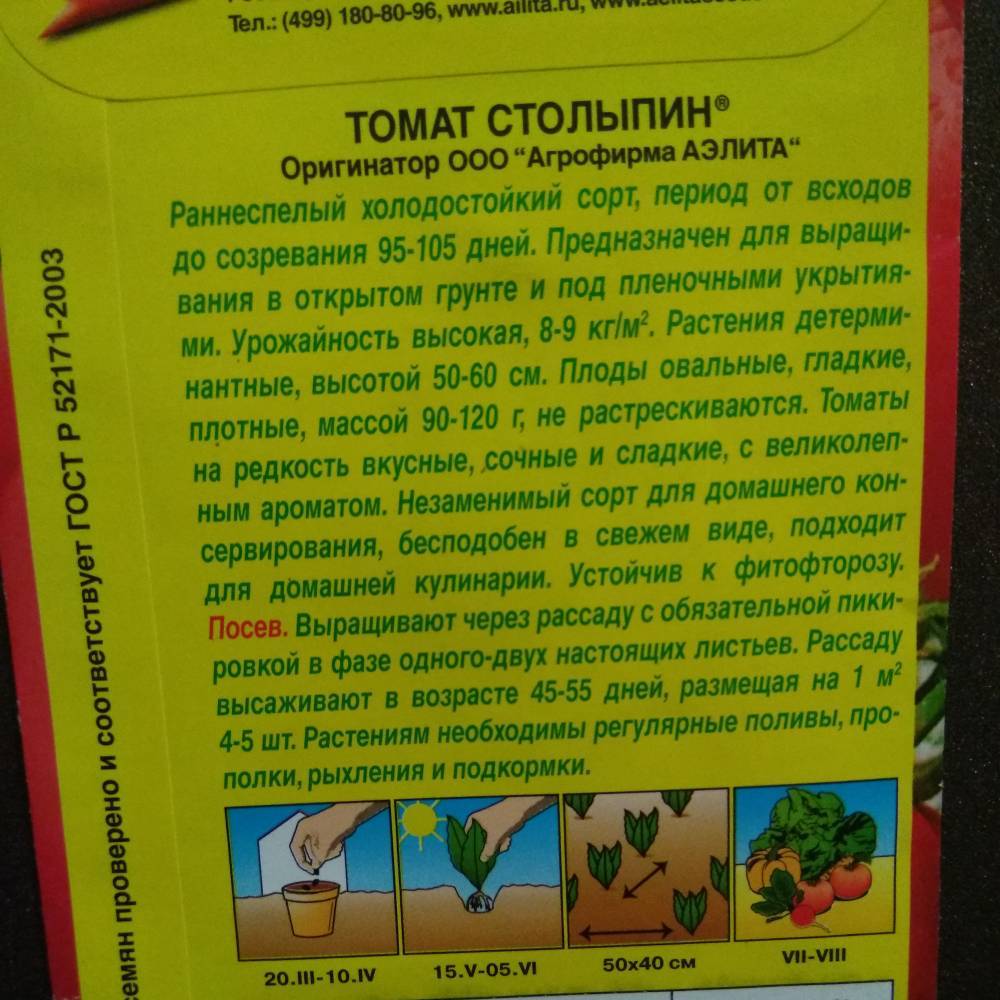 Тел.: (499) 180-80-96, www.ailita.ru,
ТОМАТ СТОЛЫПИН®
Оригинатор ООО "Агрофирма АЭЛИТА"
Раннеспелый холодостойкий сорт, период от всходов
до созревания 95-105 дней. Предназначен для выращи-
вания в открытом грунте и под пленочными укрытия-
ми. Урожайность высокая, 8-9 кг/м². Растения детерми-
нантные, высотой 50-60 см. Плоды овальные, гладкие,
плотные, массой 90-120 г, не растрескиваются. Томаты
на редкость вкусные, сочные и сладкие, с великолеп-
ным ароматом. Незаменимый сорт для домашнего кон-
сервирования, бесподобен в свежем виде, подходит
для домашней кулинарии. Устойчив к фитофторозу.
Посев. Выращивают через рассаду с обязательной пики-
ровкой в фазе одного-двух настоящих листьев. Рассаду
высаживают в возрасте 45-55 дней, размещая на 1 м²
4-5 шт. Растениям необходимы регулярные поливы, про-
полки, рыхления и подкормки.
20.III-10.IV
15.V-05.VI
50х40 см
VII-VIII
семян проверено и соответствует ГОСТ Р 52171-2003